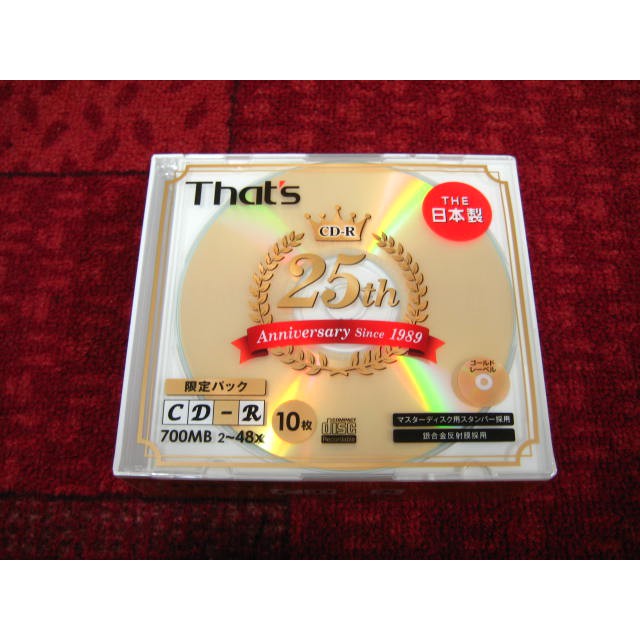 That's
THE
日本製
CD-R
25th
Anniversary Since 1989
限定パック
CD-R
700MB 2~48x
10枚
COMPACT
disc
Recordable
ゴールド
レーベル
マスターディスク用スタンパー採用
銀合金反射膜採用